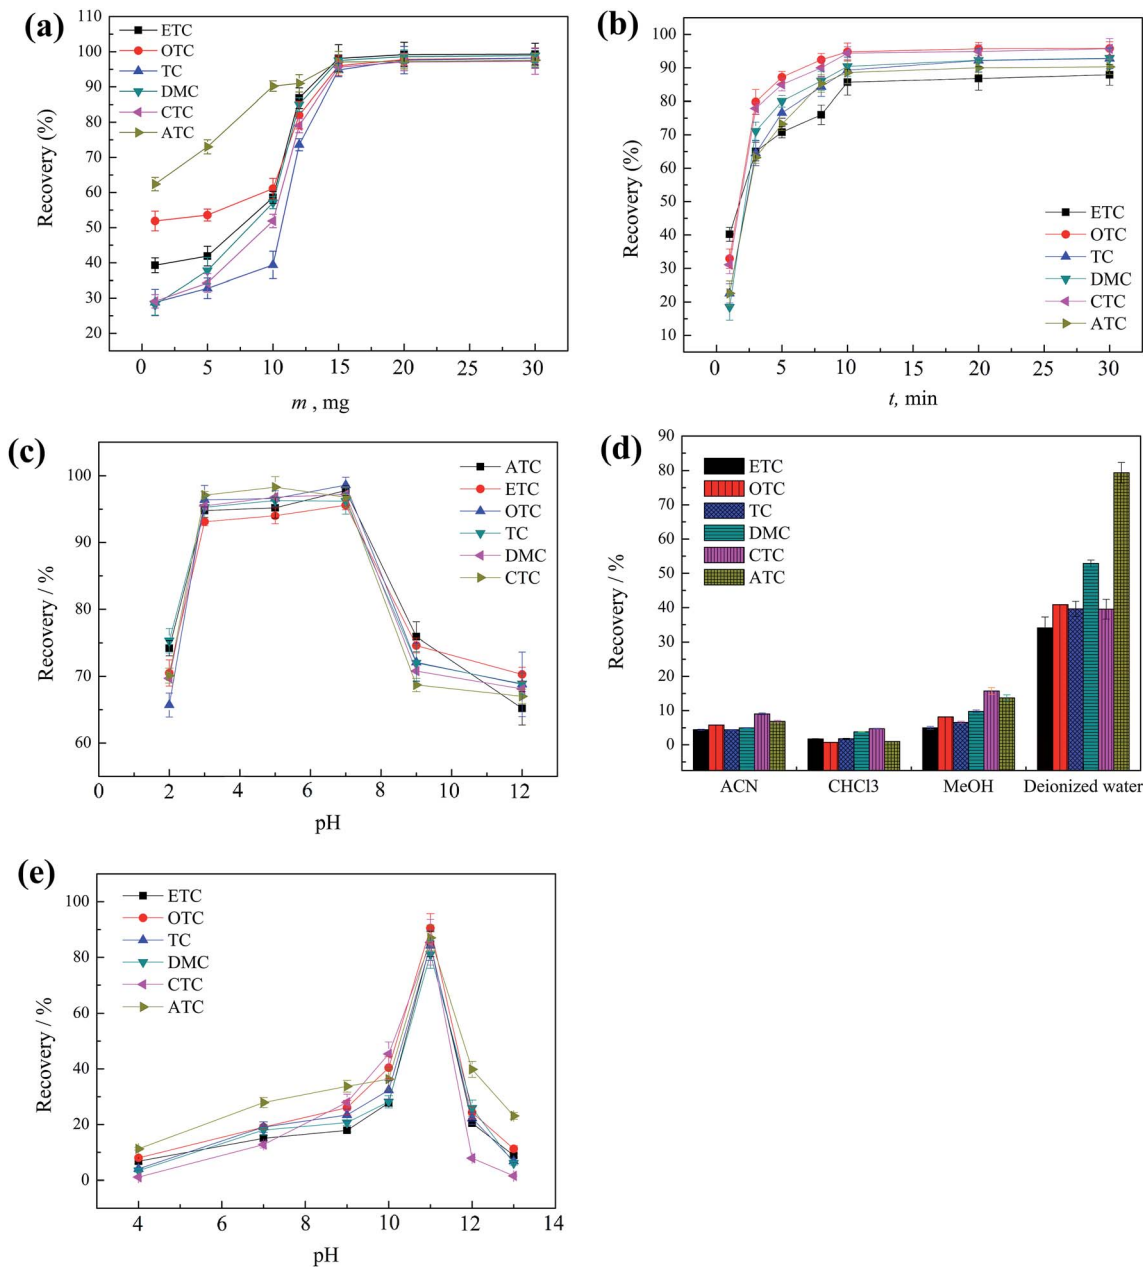 (a)
110
100
90
80
70
60
50
40
30
20
Recovery (%)
ETC
OTC
TC
DMC
CTC
ATC
0 5 10 15 20 25 30
m , mg
(b)
100
90
80
70
60
50
40
30
20
10
Recovery (%)
ETC
OTC
TC
DMC
CTC
ATC
0 5 10 15 20 25 30
t, min
(c)
100
90
80
70
60
Recovery / %
ATC
ETC
OTC
TC
DMC
CTC
0 2 4 6 8 10 12
pH
(d)
90
80
70
60
50
40
30
20
10
0
Recovery / %
ETC
OTC
TC
DMC
CTC
ATC
ACN CHCl3 MeOH Deionized water
(e)
100
80
60
40
20
0
Recovery / %
ETC
OTC
TC
DMC
CTC
ATC
4 6 8 10 12 14
pH